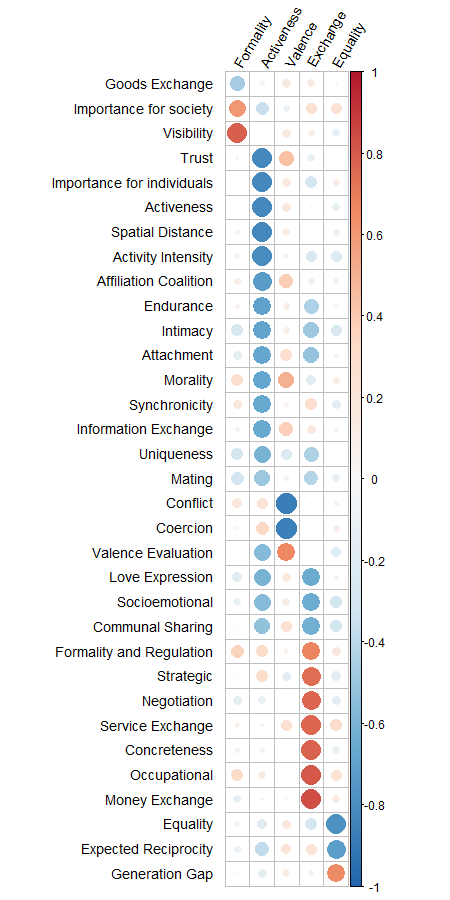 Formality
Activeness
Valence
Exchange
Equality
Goods Exchange
Importance for society
Visibility
Trust
Importance for individuals
Activeness
Spatial Distance
Activity Intensity
Affiliation Coalition
Endurance
Intimacy
Attachment
Morality
Synchronicity
Information Exchange
Uniqueness
Mating
Conflict
Coercion
Valence Evaluation
Love Expression
Socioemotional
Communal Sharing
Formality and Regulation
Strategic
Negotiation
Service Exchange
Concreteness
Occupational
Money Exchange
Equality
Expected Reciprocity
Generation Gap
1
0.8
0.6
0.4
0.2
0
-0.2
-0.4
-0.6
-0.8
-1